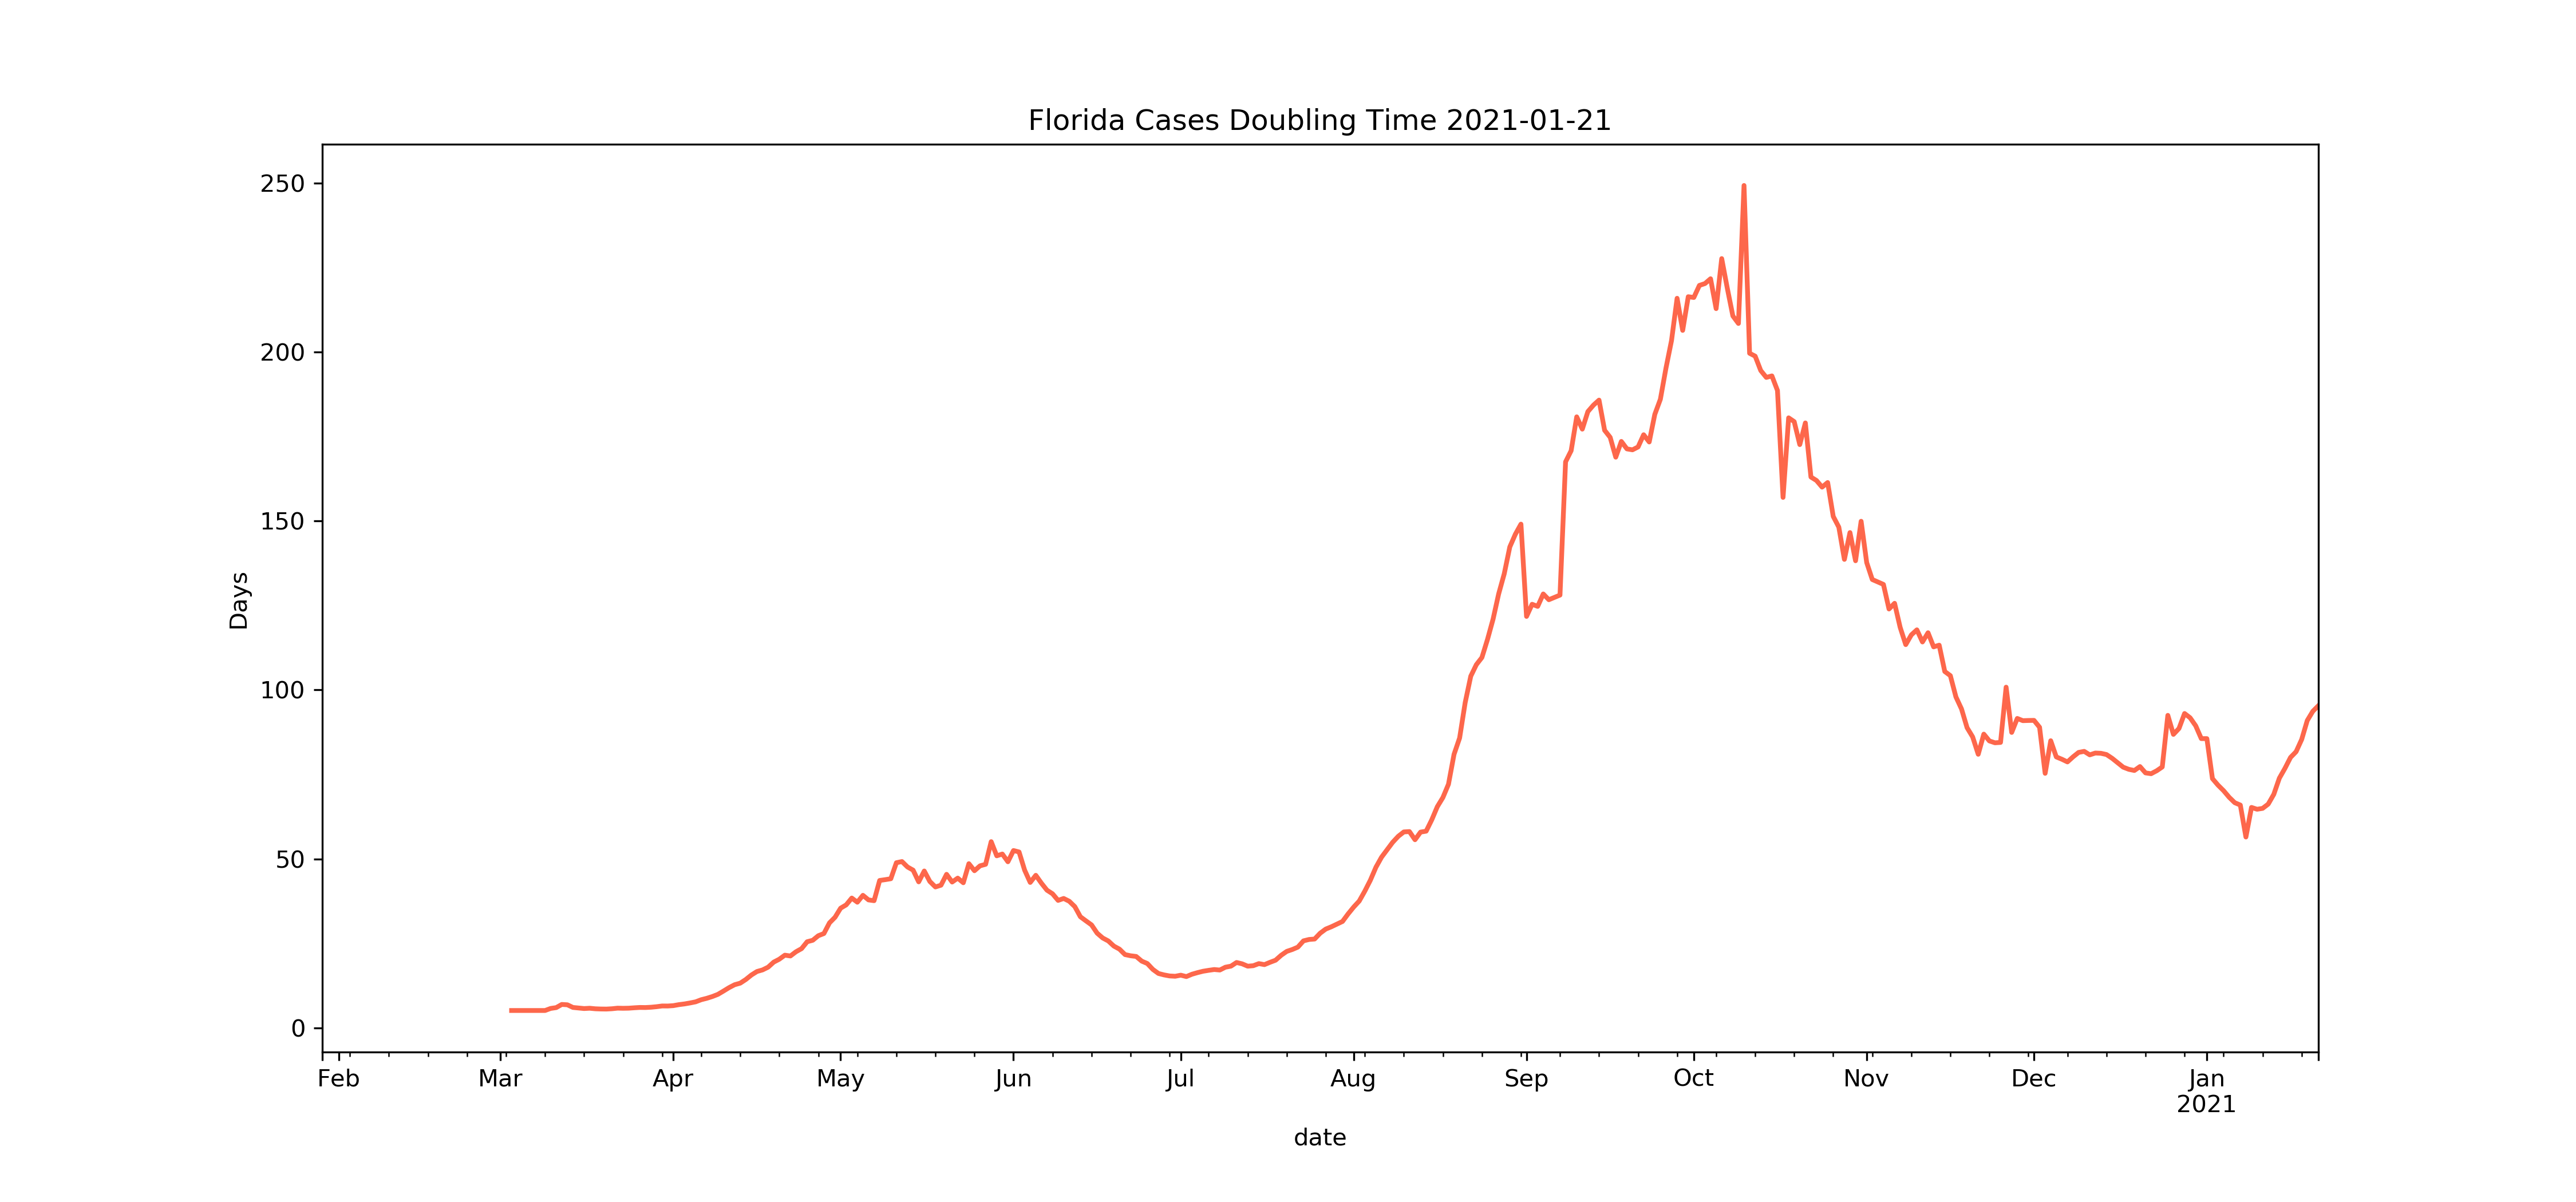 Florida Cases Doubling Time 2021-01-21
250
200
150
100
50
0
Days
Feb Mar Apr May Jun Jul Aug Sep Oct Nov Dec Jan
2021
date